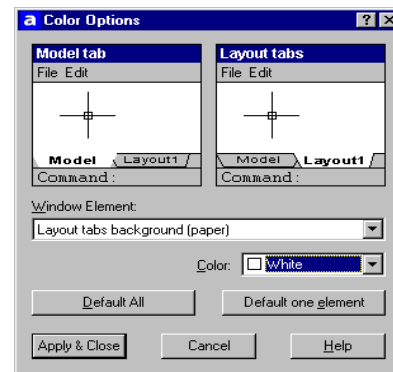 a Color Options ? X
Model tab
File Edit
Model Layout1
Command:
Layout tabs
File Edit
Model Layout1
Command:
Window Element:
Layout tabs background (paper)
Color: White
Default All Default one element
Apply & Close Cancel Help